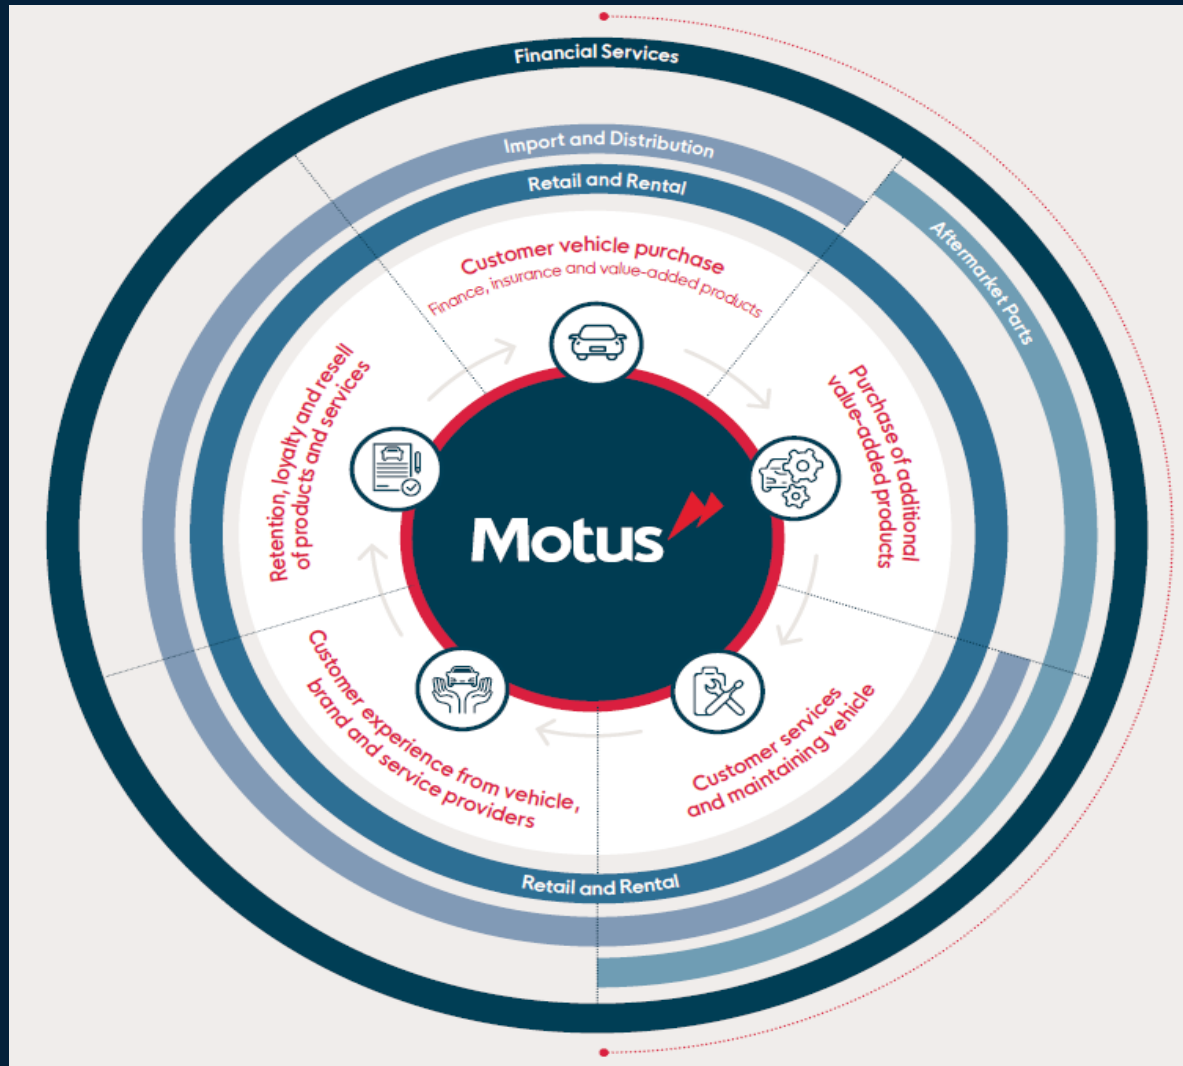 Financial Services
Import and Distribution
Retail and Rental
Customer vehicle purchase
Finance, insurance and value-added products
Aftermarket Parts
Purchase of additional
value-added products
Customer services
and maintaining vehicle
Customer experience from vehicle,
brand and service providers
Retention, loyalty and resell
of products and services
Motus
Retail and Rental